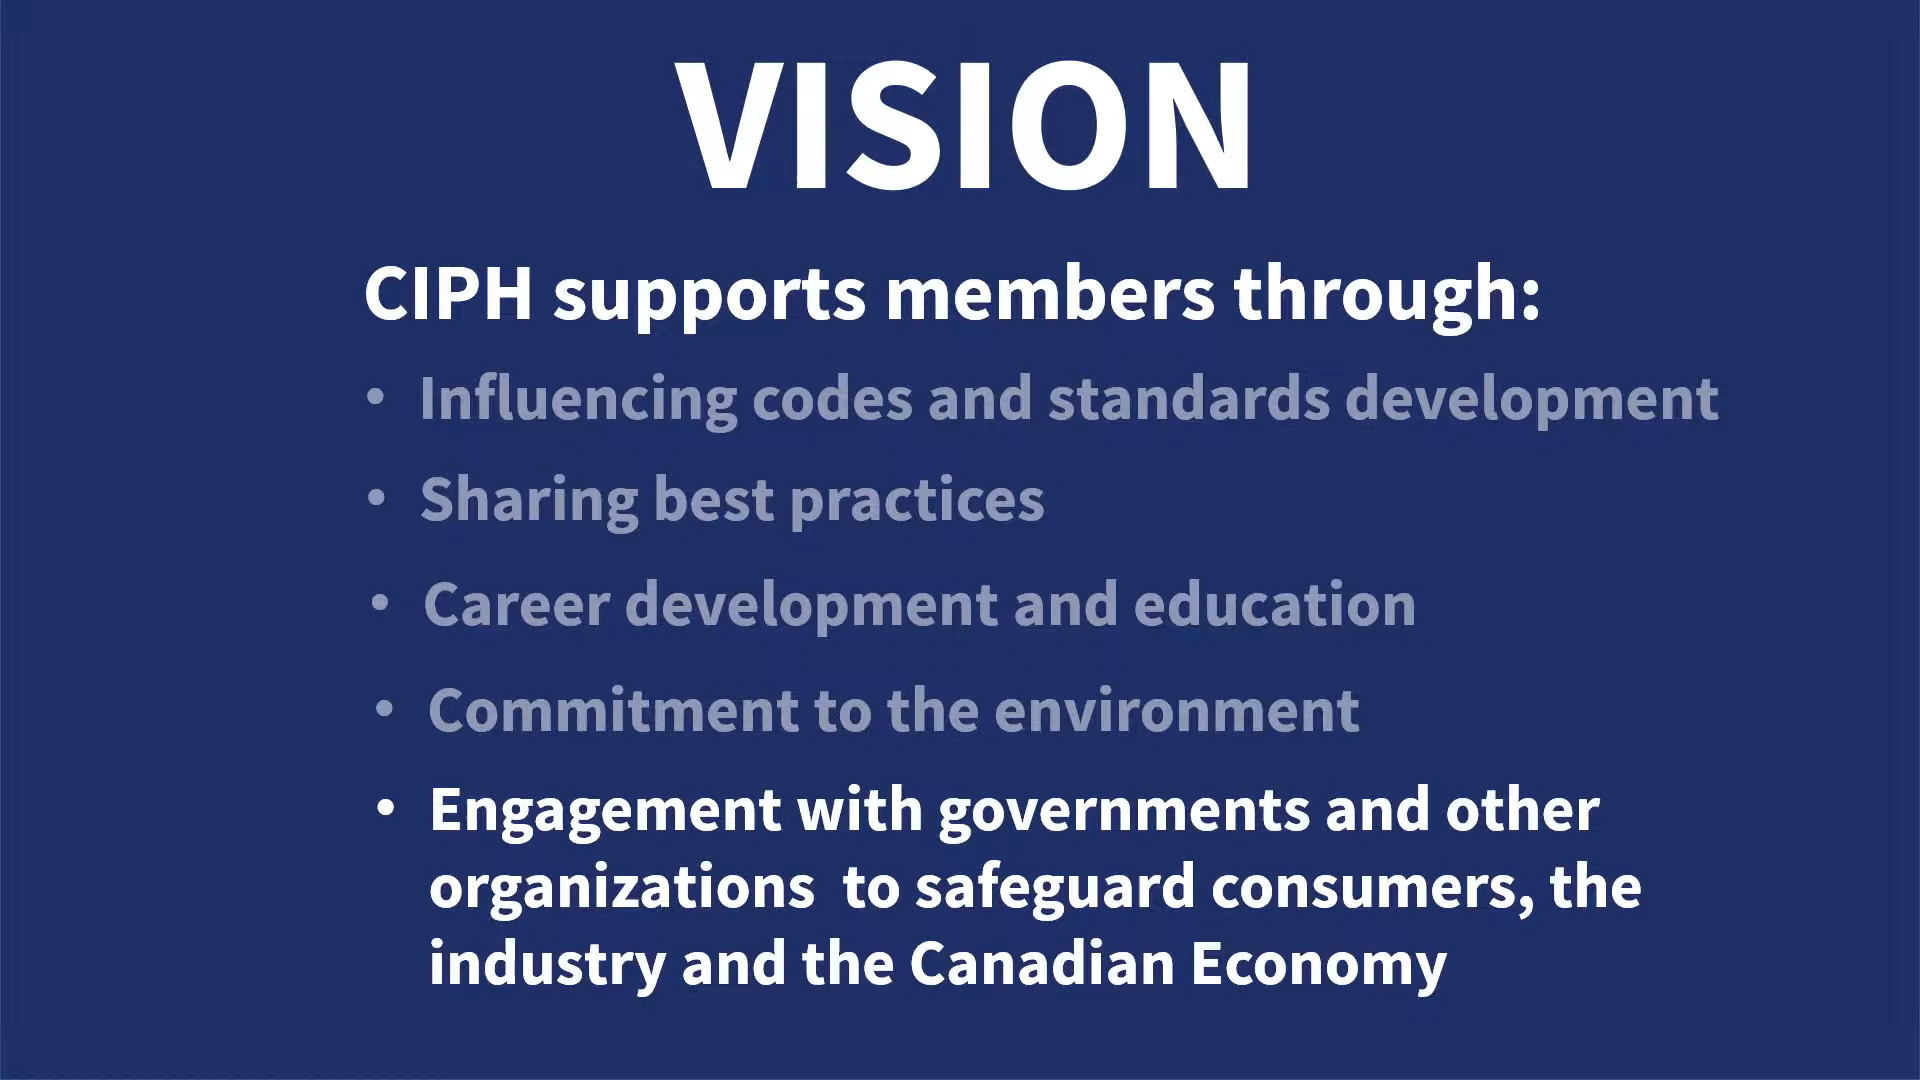 VISION
CIPH supports members through:
• Influencing codes and standards development
• Sharing best practices
• Career development and education
• Commitment to the environment
• Engagement with governments and other
organizations  to safeguard consumers, the
industry and the Canadian Economy